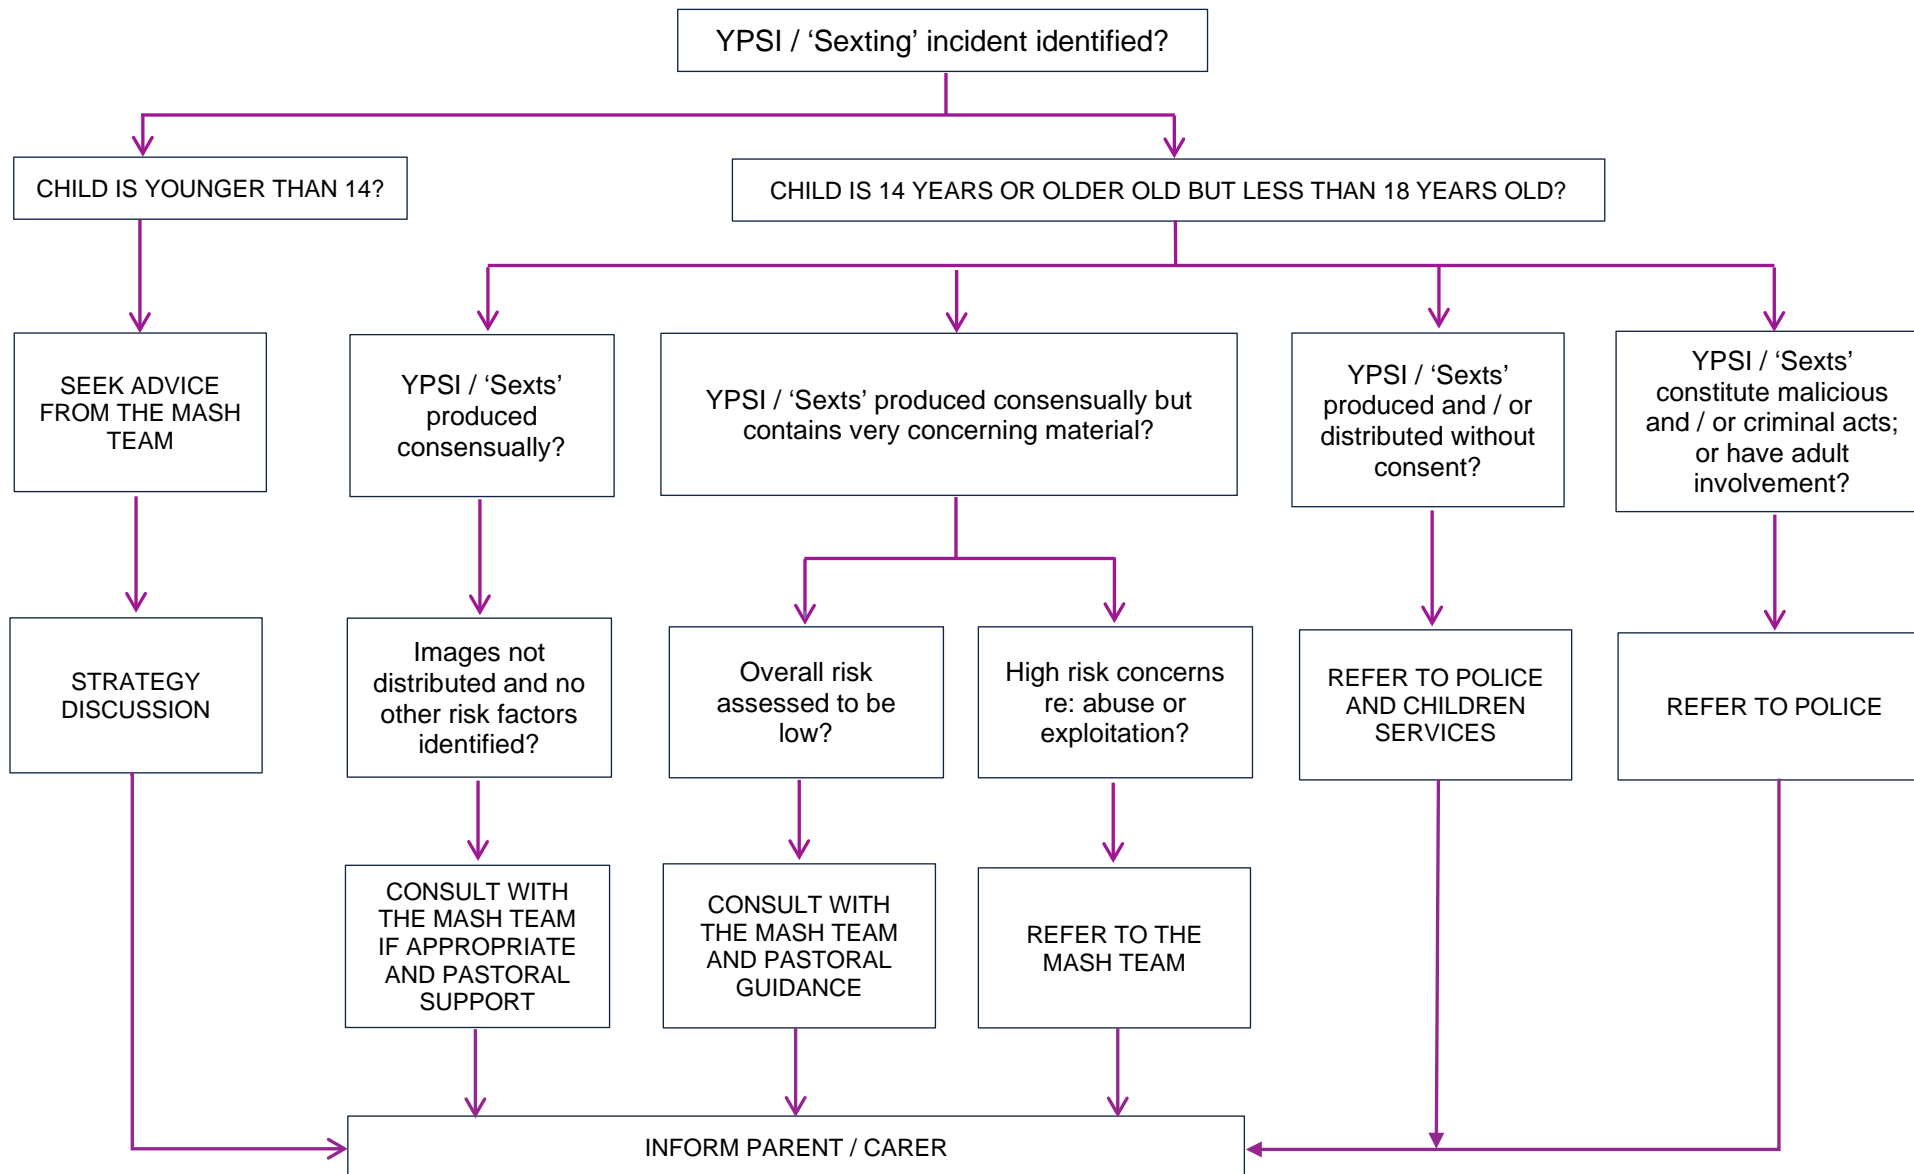 YPSI / ‘Sexting’ incident identified?
CHILD IS YOUNGER THAN 14?
CHILD IS 14 YEARS OR OLDER OLD BUT LESS THAN 18 YEARS OLD?
SEEK ADVICE
FROM THE MASH
TEAM
YPSI / ‘Sexts’
produced
consensually?
YPSI / ‘Sexts’ produced consensually but
contains very concerning material?
YPSI / ‘Sexts’
produced and / or
distributed without
consent?
YPSI / ‘Sexts’
constitute malicious
and / or criminal acts;
or have adult
involvement?
STRATEGY
DISCUSSION
Images not
distributed and no
other risk factors
identified?
Overall risk
assessed to be
low?
High risk concerns
re: abuse or
exploitation?
REFER TO POLICE
AND CHILDREN
SERVICES
REFER TO POLICE
CONSULT WITH
THE MASH TEAM
IF APPROPRIATE
AND PASTORAL
SUPPORT
CONSULT WITH
THE MASH TEAM
AND PASTORAL
GUIDANCE
REFER TO THE
MASH TEAM
INFORM PARENT / CARER